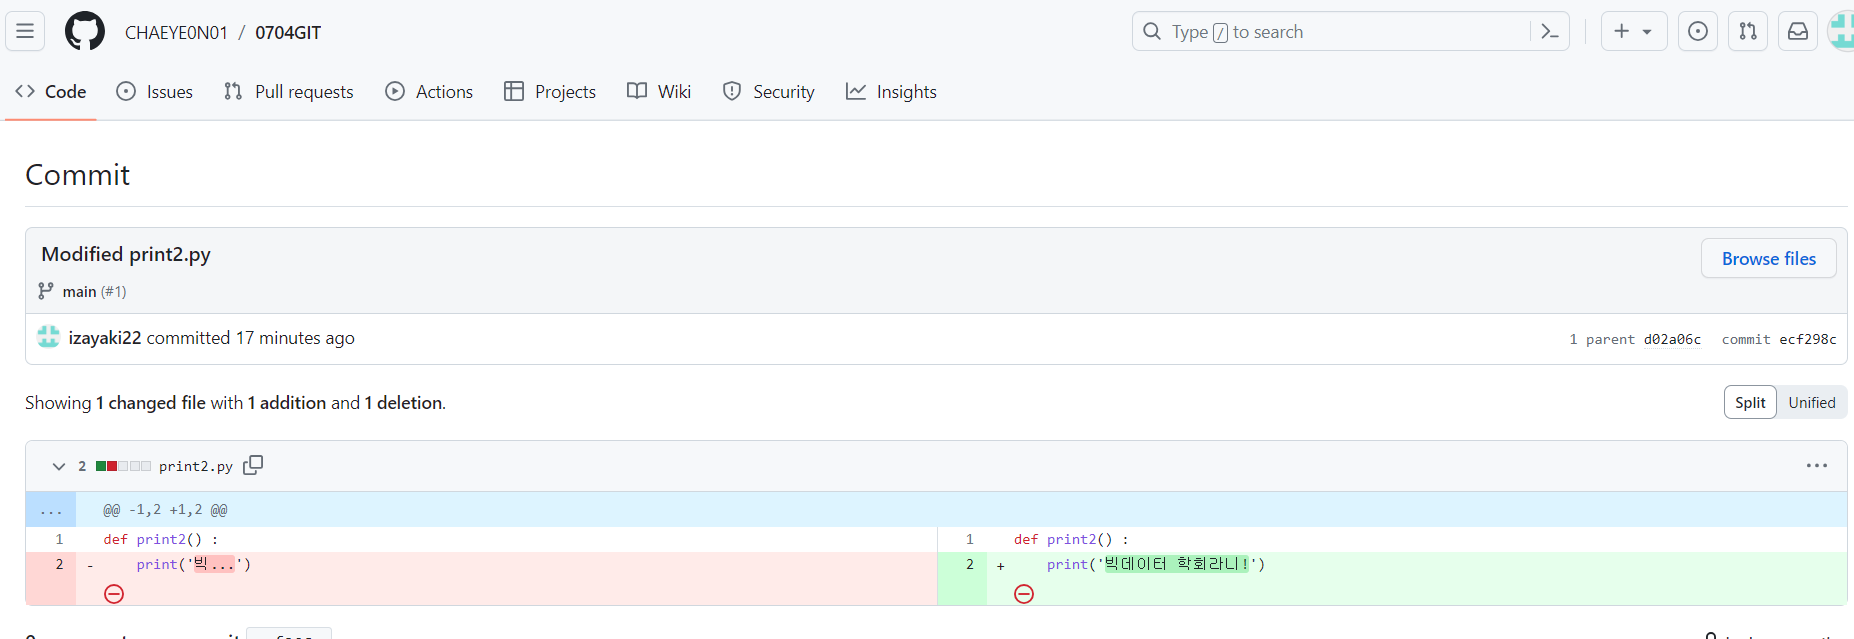 CHAEYE0N01 / 0704GIT
Type / to search
Code Issues Pull requests Actions Projects Wiki Security Insights
Commit
Modified print2.py
Browse files
main (#1)
izayaki22 committed 17 minutes ago
1 parent d02a06c commit ecf298c
Showing 1 changed file with 1 addition and 1 deletion.
Split Unified
2 print2.py
... @@ -1,2 +1,2 @@
1 def print2() :
1 def print2() :
2 - print('빅...')
2 + print('빅데이터 학회라니!')